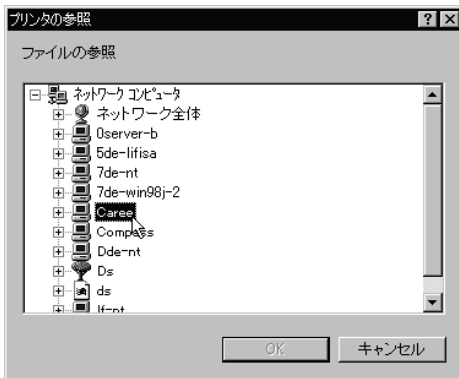 プリンタの参照
ファイルの参照
ネットワーク コンピュータ
ネットワーク全体
0server-b
5de-lifisa
7de-nt
7de-win98j-2
Caree
Compass
Dde-nt
Ds
ds
lf-nt
OK
キャンセル